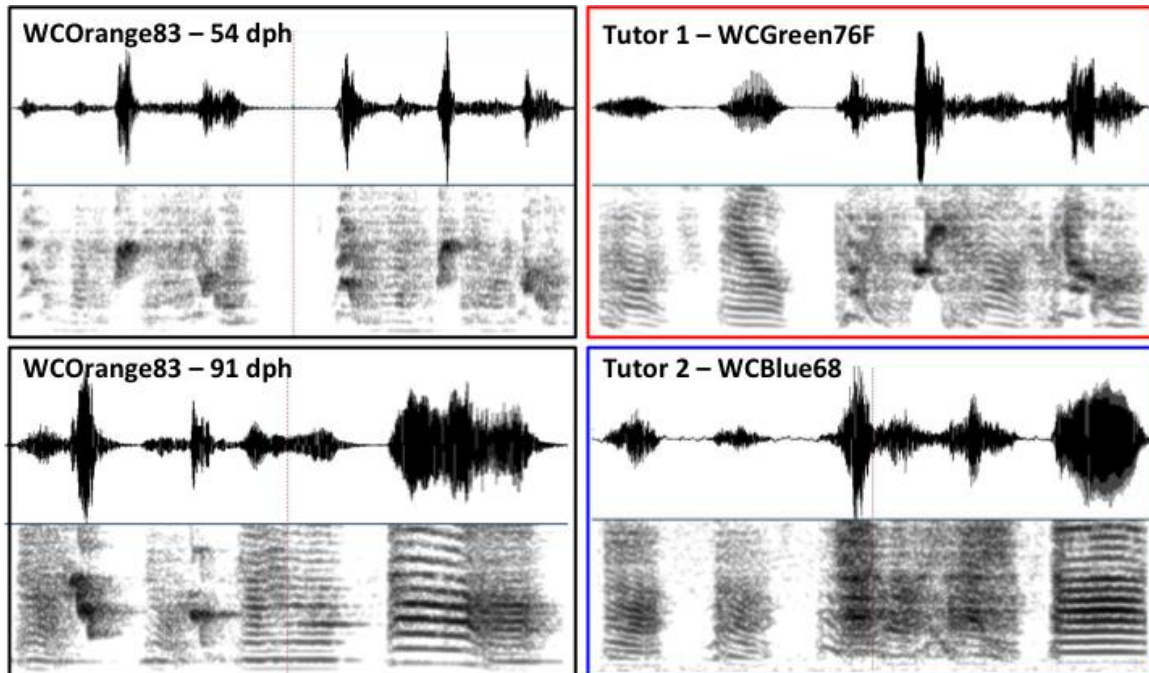 WCOrange83 – 54 dph
Tutor 1 – WCGreen76F
WCOrange83 – 91 dph
Tutor 2 – WCBlue68